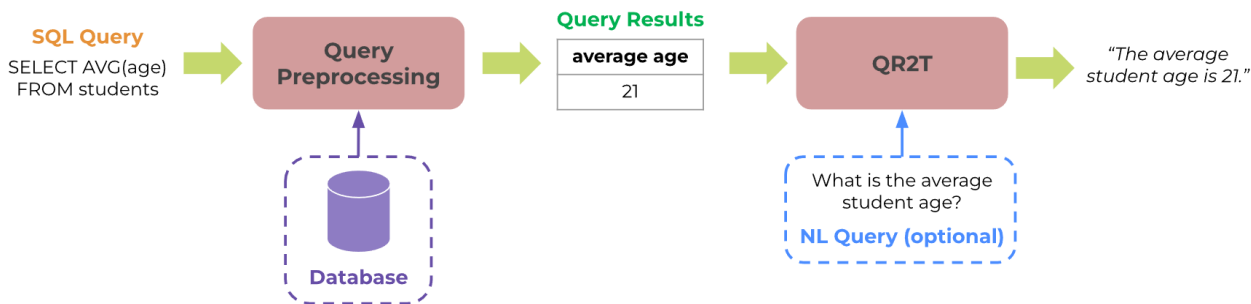 SQL Query
SELECT AVG(age)
FROM students
Query
Preprocessing
Database
Query Results
average age
21
QR2T
What is the average
student age?
NL Query (optional)
“The average
student age is 21.”